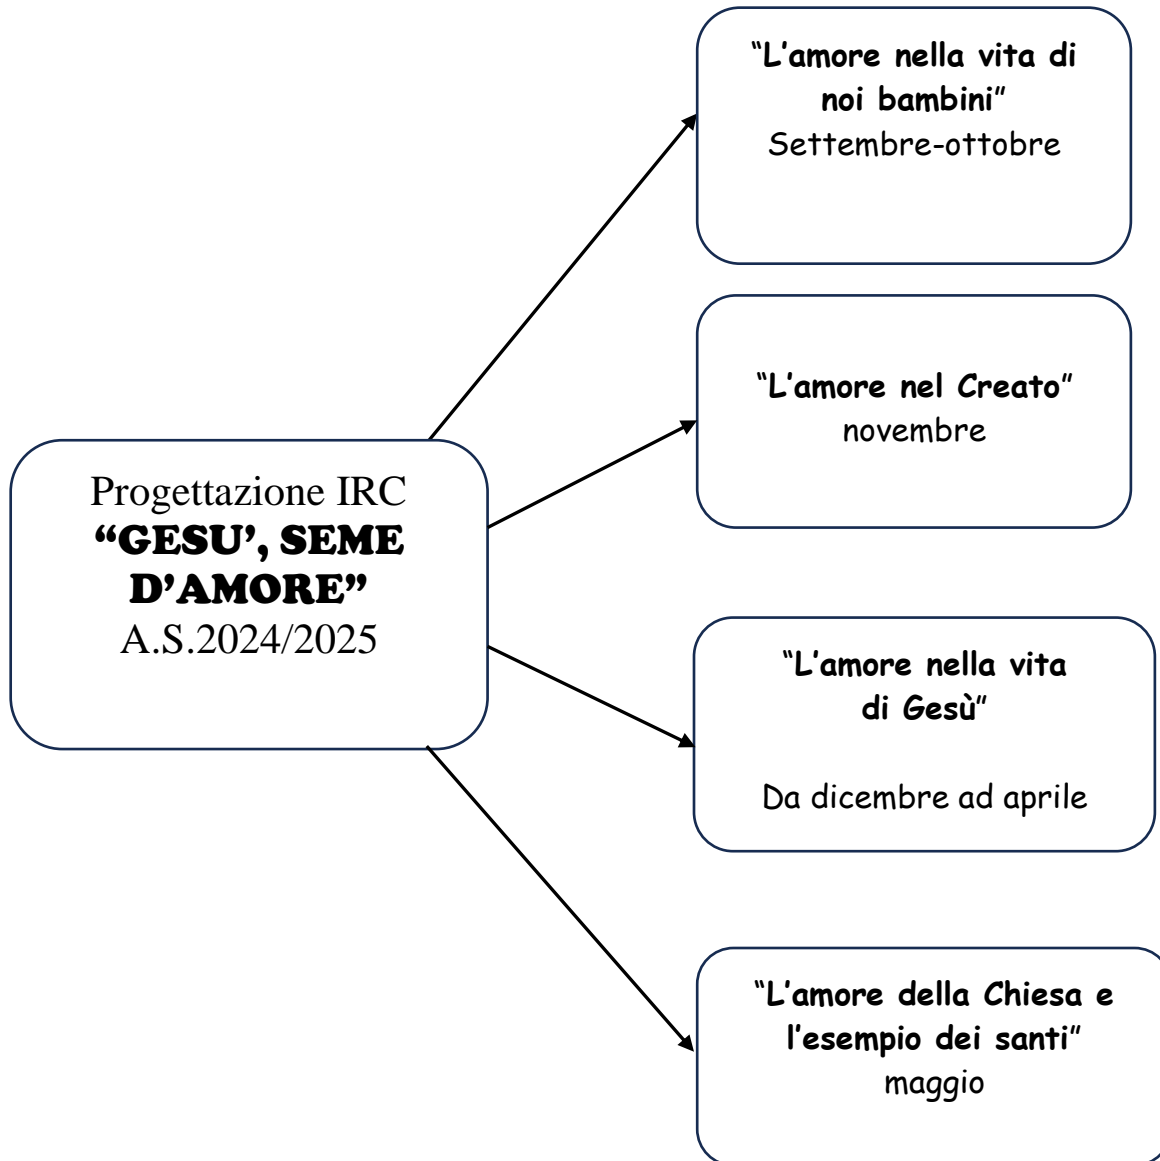 "L'amore nella vita di
noi bambini"
Settembre-ottobre
"L'amore nel Creato"
novembre
Progettazione IRC
“GESU’, SEME
D’AMORE”
A.S.2024/2025
"L'amore nella vita
di Gesù"
Da dicembre ad aprile
"L'amore della Chiesa e
l'esempio dei santi"
maggio